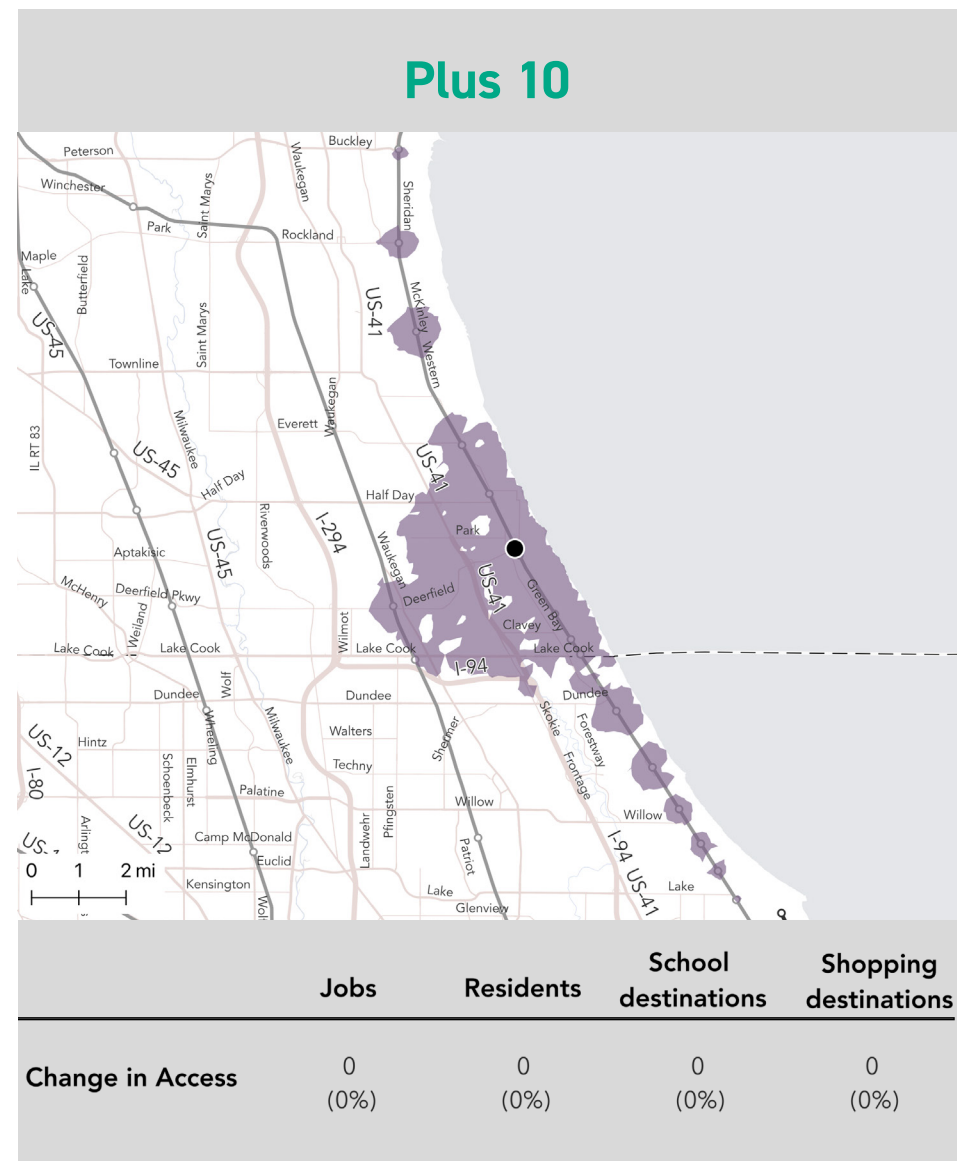 Plus 10
Buckley
Peterson
Waukegan
Winchester
Saint Marys
Sheridan
Park
Rockland
Maple
Lake
Butterfield
US-45
Saint Marys
US-41
McKinley
Western
Townline
Waukegan
Milwaukee
Everett
IL RT 83
US-45
US-41
Half Day
Half Day
Riverwoods
I-294
Park
US-45
Waukegan
Aptakisic
McHenry
Deerfield Pkwy
Deerfield
US-41
Green Bay
Weiland
Wilmot
Clavey
Lake Cook
Lake Cook
Lake Cook
Lake Cook
I-94
Wolf
Dundee
Dundee
Dundee
Skokie
Forestway
Wheeling
Milwaukee
Shermer
Walters
US-12
Hintz
Techny
Frontage
I-80
Schoenbeck
Elmhurst
Palatine
Landwehr
Pfingsten
Willow
Willow
Arlingt
US-12
Camp McDonald
Euclid
Patriot
I-94 US-41
US-
0 1 2 mi
Kensington
Lake
Lake
Wol
Glenview
Jobs
Residents
School
destinations
Shopping
destinations
Change in Access
0
(0%)
0
(0%)
0
(0%)
0
(0%)